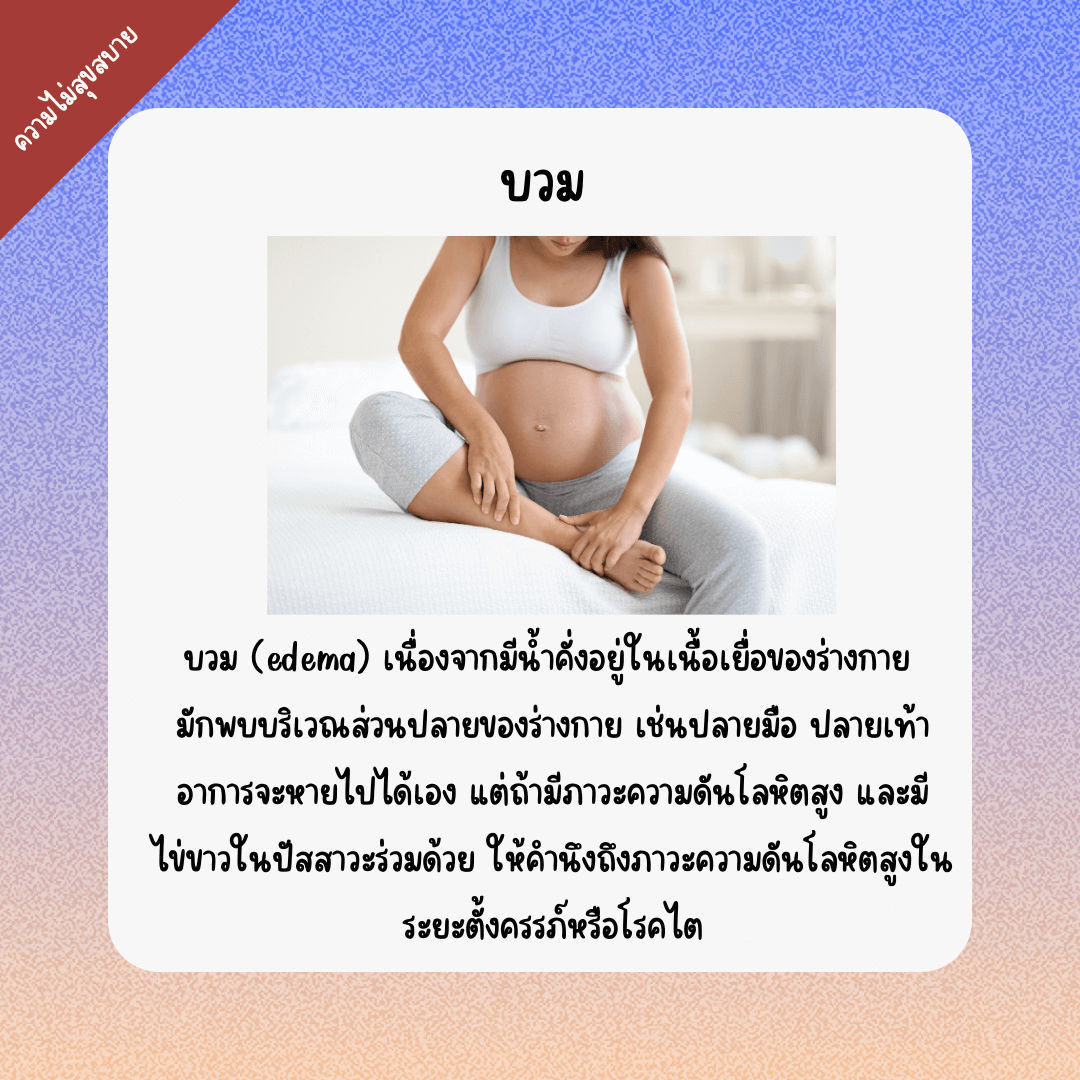 ความไม่สุขสบาย
บวม
บวม (edema) เนื่องจากมีน้ำคั่งอยู่ในเนื้อเยื่อของร่างกาย
มักพบบริเวณส่วนปลายของร่างกาย เช่นปลายมือ ปลายเท้า
อาการจะหายไปได้เอง แต่ถ้ามีภาวะความดันโลหิตสูง และมี
ไข่ขาวในปัสสาวะร่วมด้วย ให้คำนึงถึงภาวะความดันโลหิตสูงใน
ระยะตั้งครรภ์หรือโรคไต